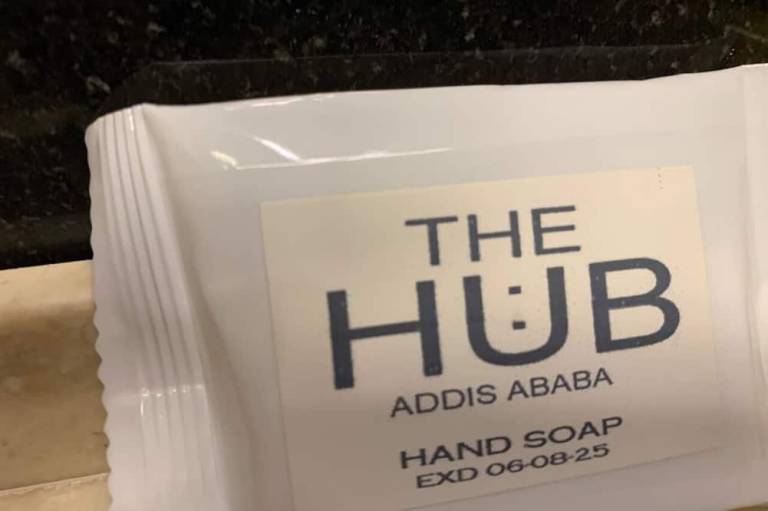 THE
HUB
ADDIS ABABA
HAND SOAP
EXD 06-08-25